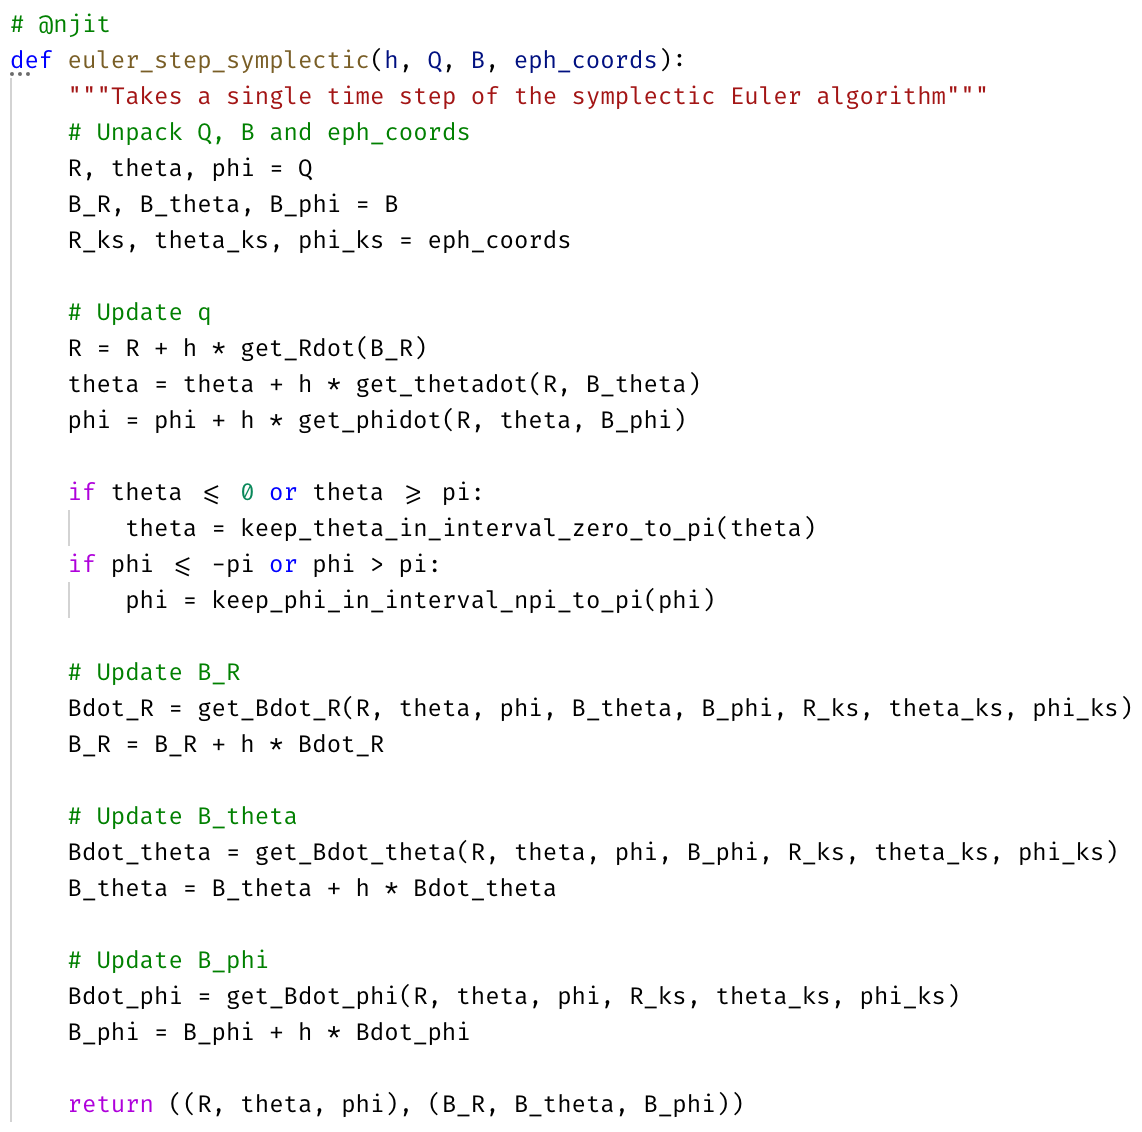 # @njit
def euler_step_symplectic(h, Q, B, eph_coords):
    """Takes a single time step of the symplectic Euler algorithm"""
    # Unpack Q, B and eph_coords
    R, theta, phi = Q
    B_R, B_theta, B_phi = B
    R_ks, theta_ks, phi_ks = eph_coords

    # Update q
    R = R + h * get_Rdot(B_R)
    theta = theta + h * get_thetadot(R, B_theta)
    phi = phi + h * get_phidot(R, theta, B_phi)

    if theta ⩽ 0 or theta ⩾ pi:
        theta = keep_theta_in_interval_zero_to_pi(theta)
    if phi ⩽ -pi or phi > pi:
        phi = keep_phi_in_interval_npi_to_pi(phi)

    # Update B_R
    Bdot_R = get_Bdot_R(R, theta, phi, B_theta, B_phi, R_ks, theta_ks, phi_ks)
    B_R = B_R + h * Bdot_R

    # Update B_theta
    Bdot_theta = get_Bdot_theta(R, theta, phi, B_phi, R_ks, theta_ks, phi_ks)
    B_theta = B_theta + h * Bdot_theta

    # Update B_phi
    Bdot_phi = get_Bdot_phi(R, theta, phi, R_ks, theta_ks, phi_ks)
    B_phi = B_phi + h * Bdot_phi

    return ((R, theta, phi), (B_R, B_theta, B_phi))